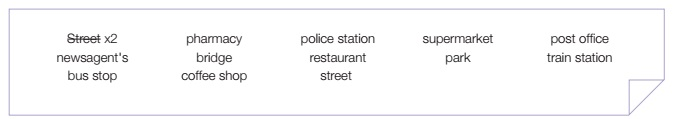 Street x2 pharmacy police station supermarket post office
newsagent's bridge restaurant park train station
bus stop coffee shop street